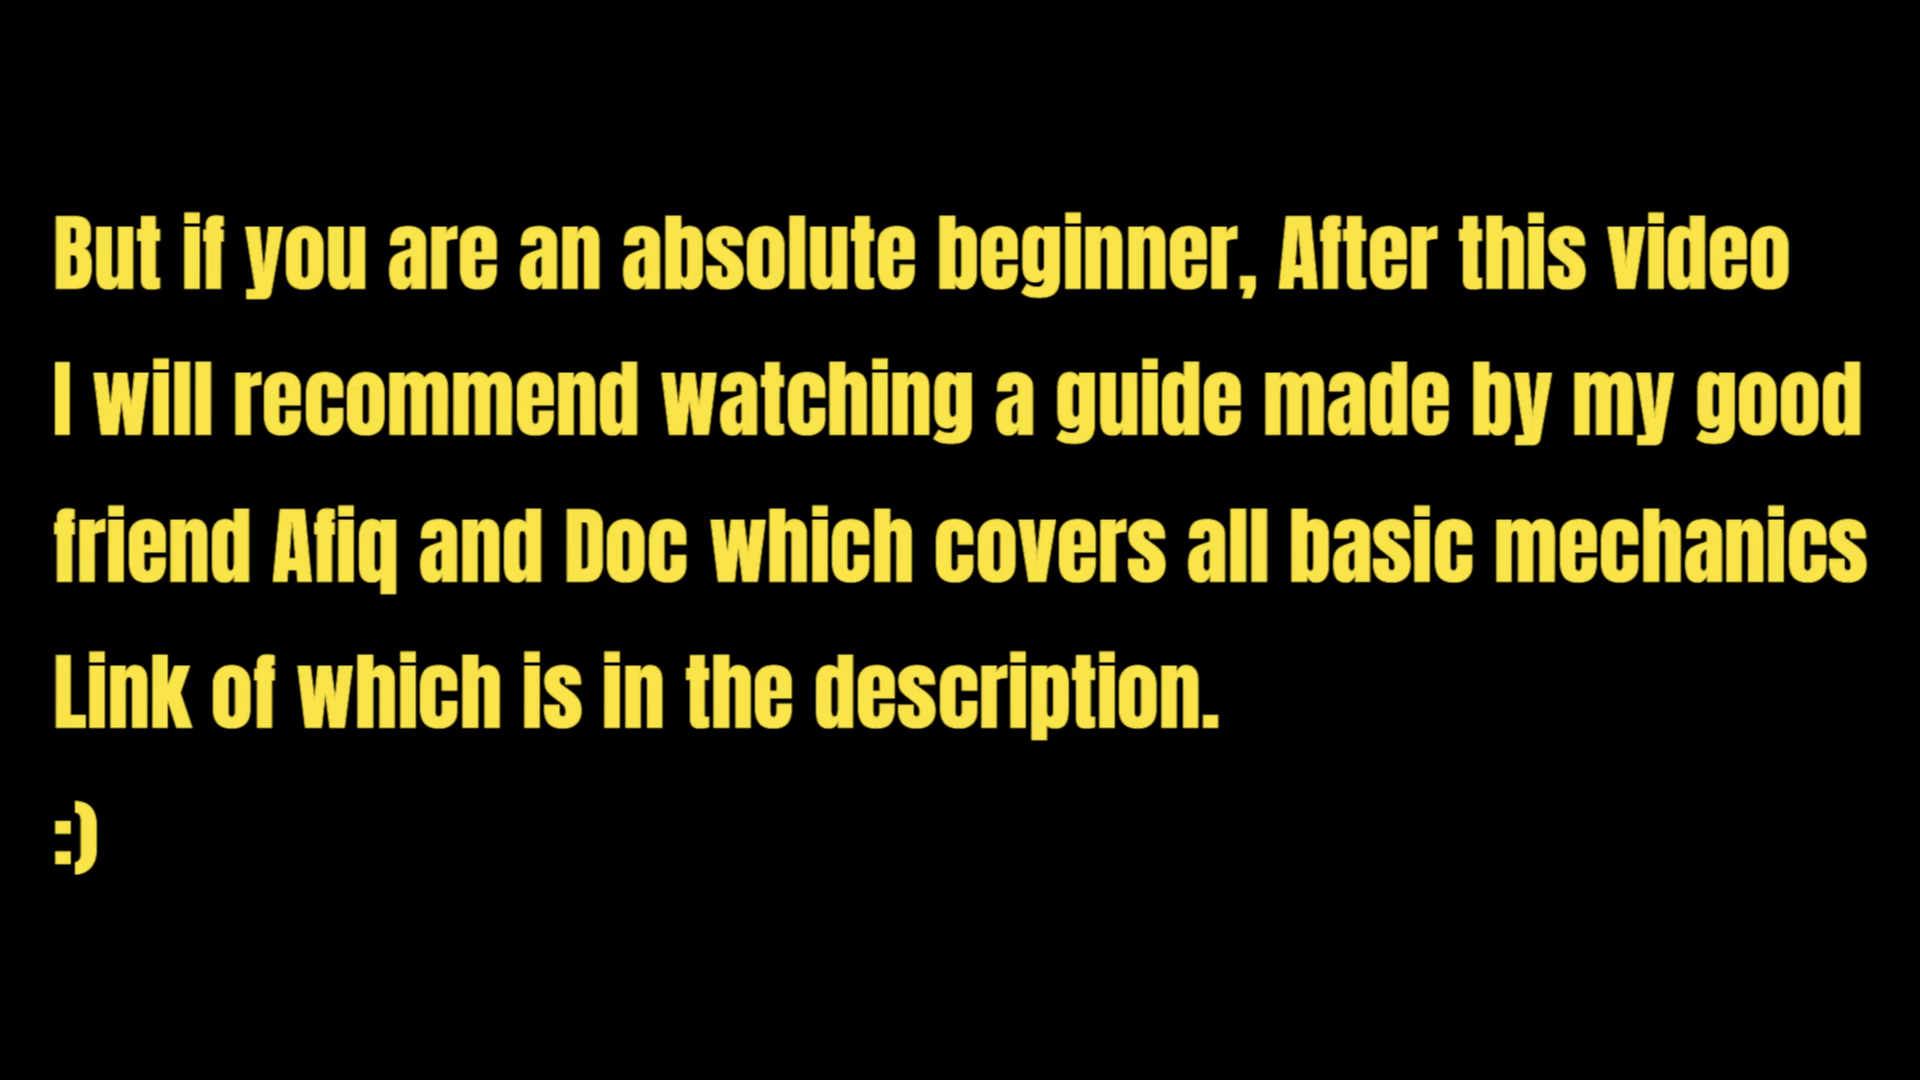 But if you are an absolute beginner, After this video
I will recommend watching a guide made by my good
friend Afiq and Doc which covers all basic mechanics
Link of which is in the description.
:)